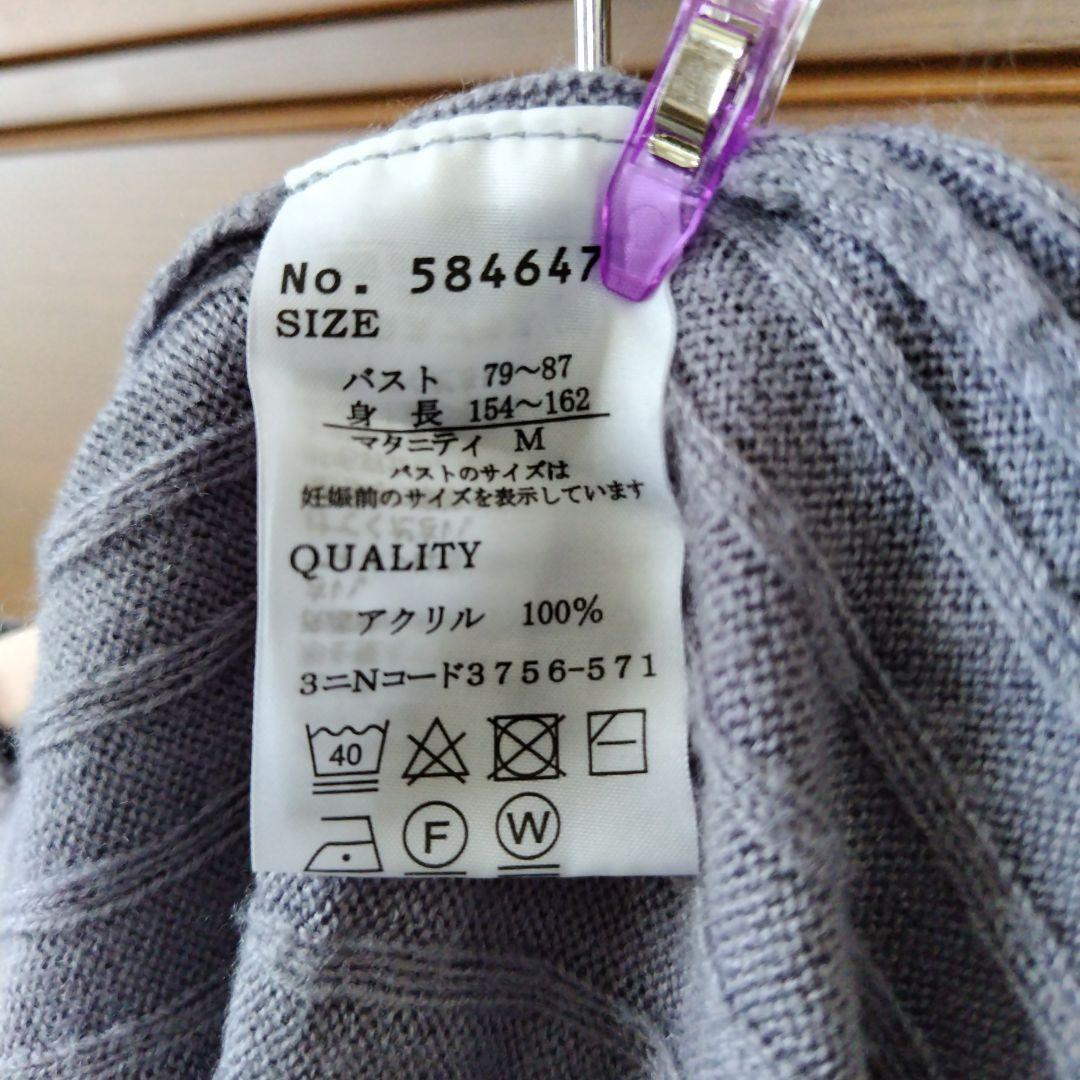 No. 584647
SIZE
バスト 79〜87
身 長 154〜162
マタニティ M
バストのサイズは
妊娠前のサイズを表示しています
QUALITY
アクリル 100%
3ニNコード3756-571
40
F
W